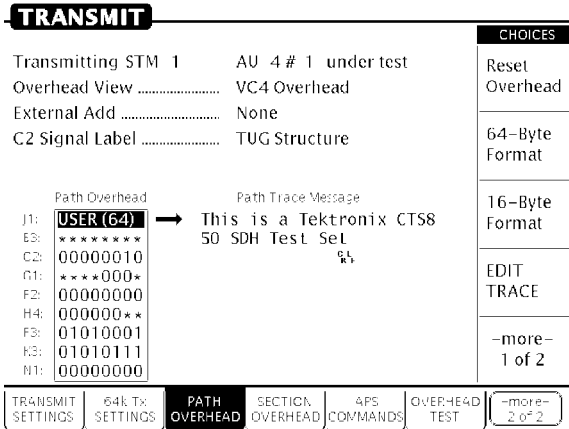 TRANSMIT
CHOICES
Transmitting STM 1 AU 4 # 1 under test
Overhead View ........................ VC4 Overhead
External Add ............................ None
C2 Signal Label ....................... TUG Structure
Reset
Overhead
64-Byte
Format
16-Byte
Format
EDIT
TRACE
-more-
1 of 2
Path Overhead Path Trace Message
J1: USER (64) → This is a Tektronix CTS8
B3: ******** 50 SDH Test Set
C2: 00000010 CR LF
G1: ****000*
F2: 00000000
H4: 000000**
F3: 01010001
K3: 01010111
N1: 00000000
TRANSMIT SETTINGS
64k Tx SETTINGS
PATH OVERHEAD
SECTION OVERHEAD
APS COMMANDS
OVERHEAD TEST
-more- 2 of 2